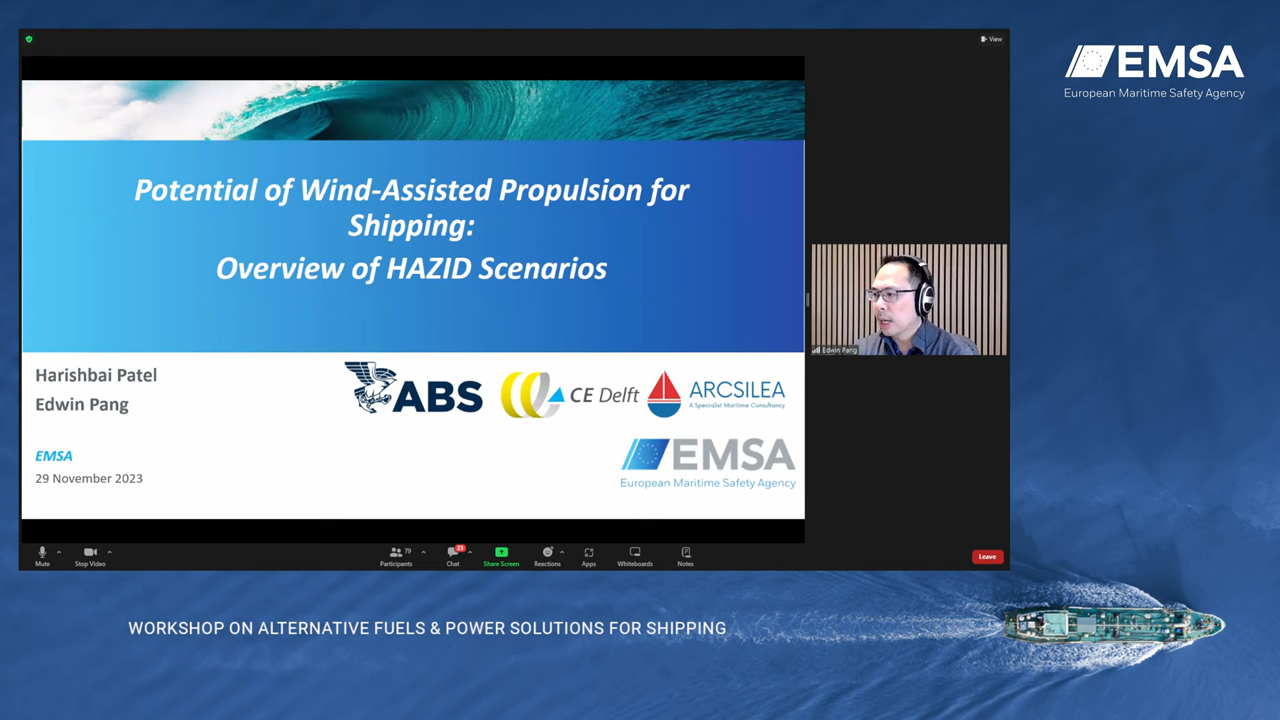 View
EMSA
European Maritime Safety Agency
Potential of Wind-Assisted Propulsion for
Shipping:
Overview of HAZID Scenarios
Harishbai Patel
Edwin Pang
EMSA
29 November 2023
ABS
CE Delft
ARCSILEA
A Specialist Maritime Consultancy
EMSA
European Maritime Safety Agency
Edwin Pang
Mute
Stop Video
Participants
79
Chat
23
Share Screen
Reactions
Apps
Whiteboards
Notes
Leave
WORKSHOP ON ALTERNATIVE FUELS & POWER SOLUTIONS FOR SHIPPING